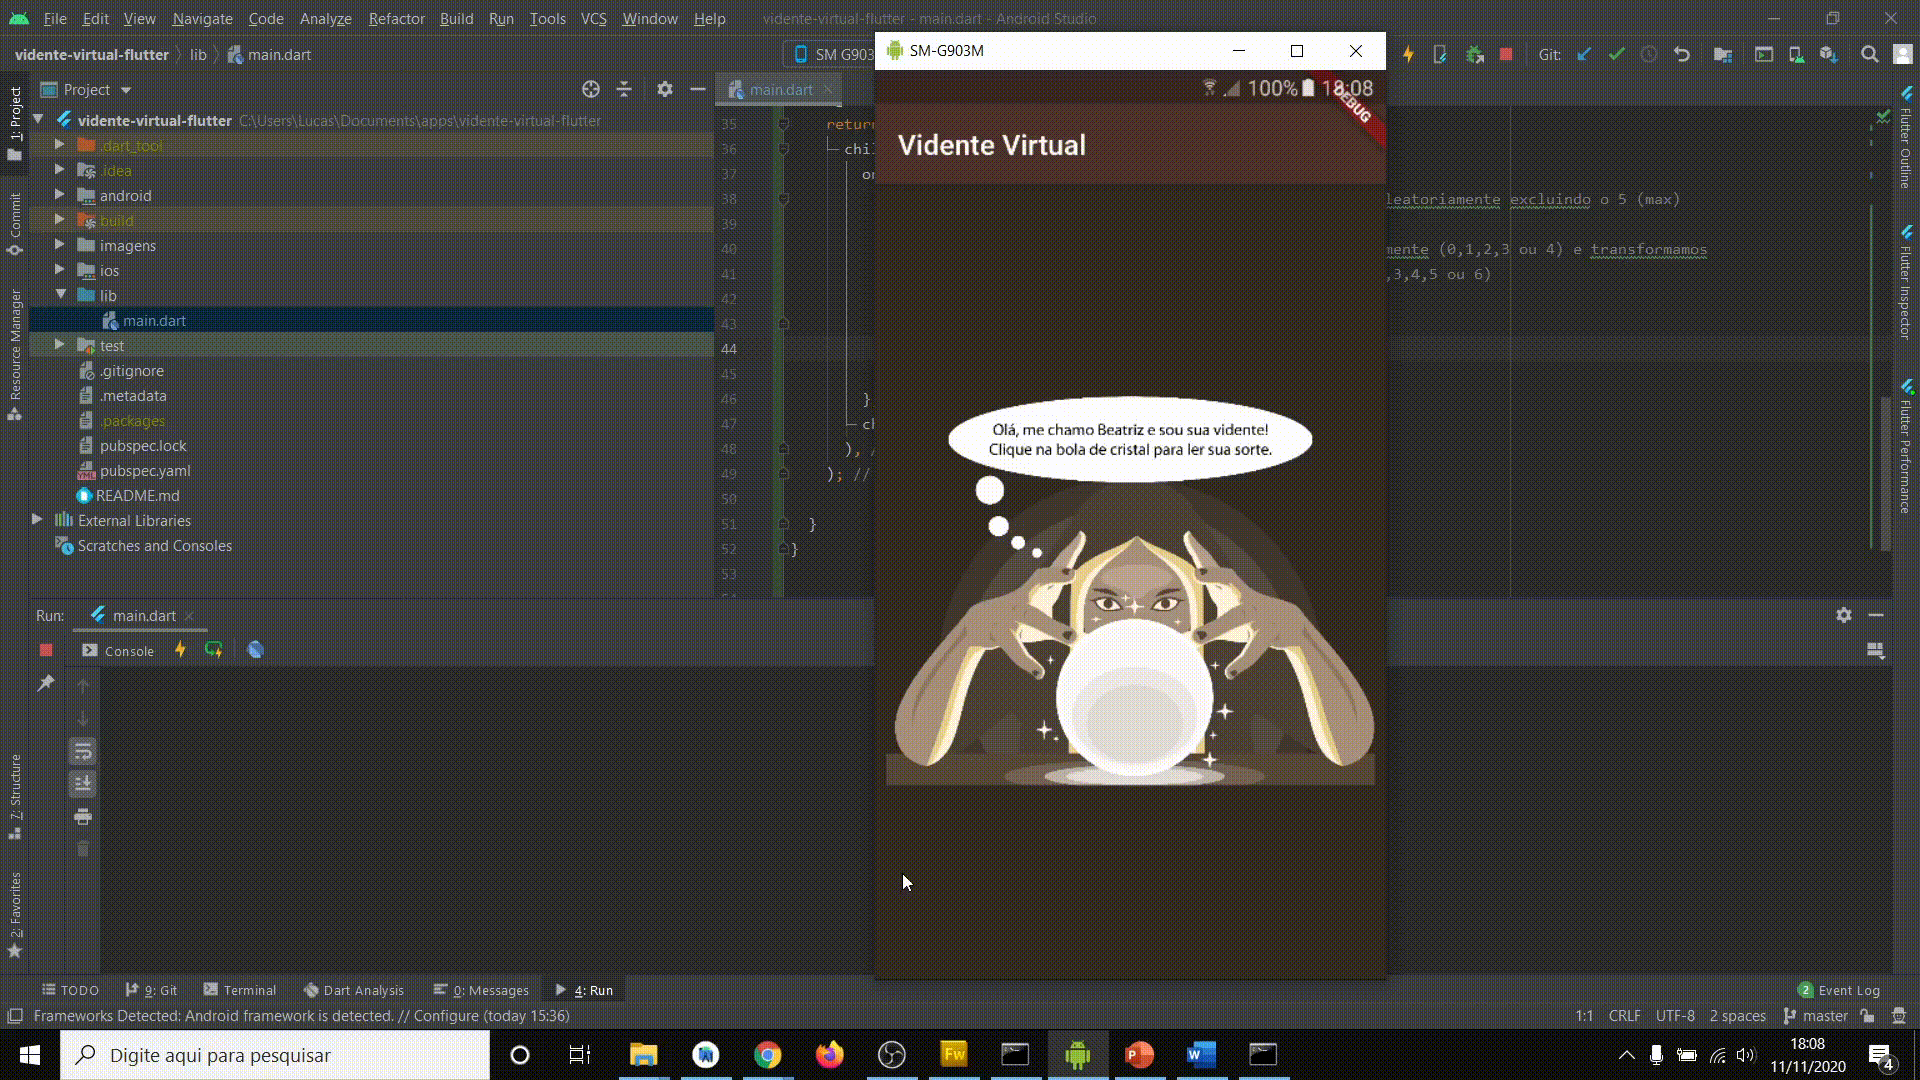 File Edit View Navigate Code Analyze Refactor Build Run Tools VCS Window Help vidente-virtual-flutter - main.dart - Android Studio
vidente-virtual-flutter lib main.dart
SM G903
Git:
SM-G903M
1: Project
Commit
Resource Manager
7: Structure
2: Favorites
Project
vidente-virtual-flutter C:\Users\Lucas\Documents\apps\vidente-virtual-flutter
.dart_tool
.idea
android
build
imagens
ios
lib
main.dart
test
.gitignore
.metadata
.packages
pubspec.lock
pubspec.yaml
README.md
External Libraries
Scratches and Consoles
main.dart
35 return
36 chil
37 on
38 leatoriamente excluindo o 5 (max)
39
40 mente (0,1,2,3 ou 4) e transformamos
41 ,3,4,5 ou 6)
42
43
44
45
46 }
47 ch
48 ), /
49 ); //
50
51 }
52 }
53
100% 18:08
DEBUG
Vidente Virtual
Olá, me chamo Beatriz e sou sua vidente!
Clique na bola de cristal para ler sua sorte.
Flutter Outline
Flutter Inspector
Flutter Performance
Run: main.dart
Console
TODO 9: Git Terminal Dart Analysis 0: Messages 4: Run 2 Event Log
Frameworks Detected: Android framework is detected. // Configure (today 15:36) 1:1 CRLF UTF-8 2 spaces master
Digite aqui para pesquisar
Fw
18:08
11/11/2020
4